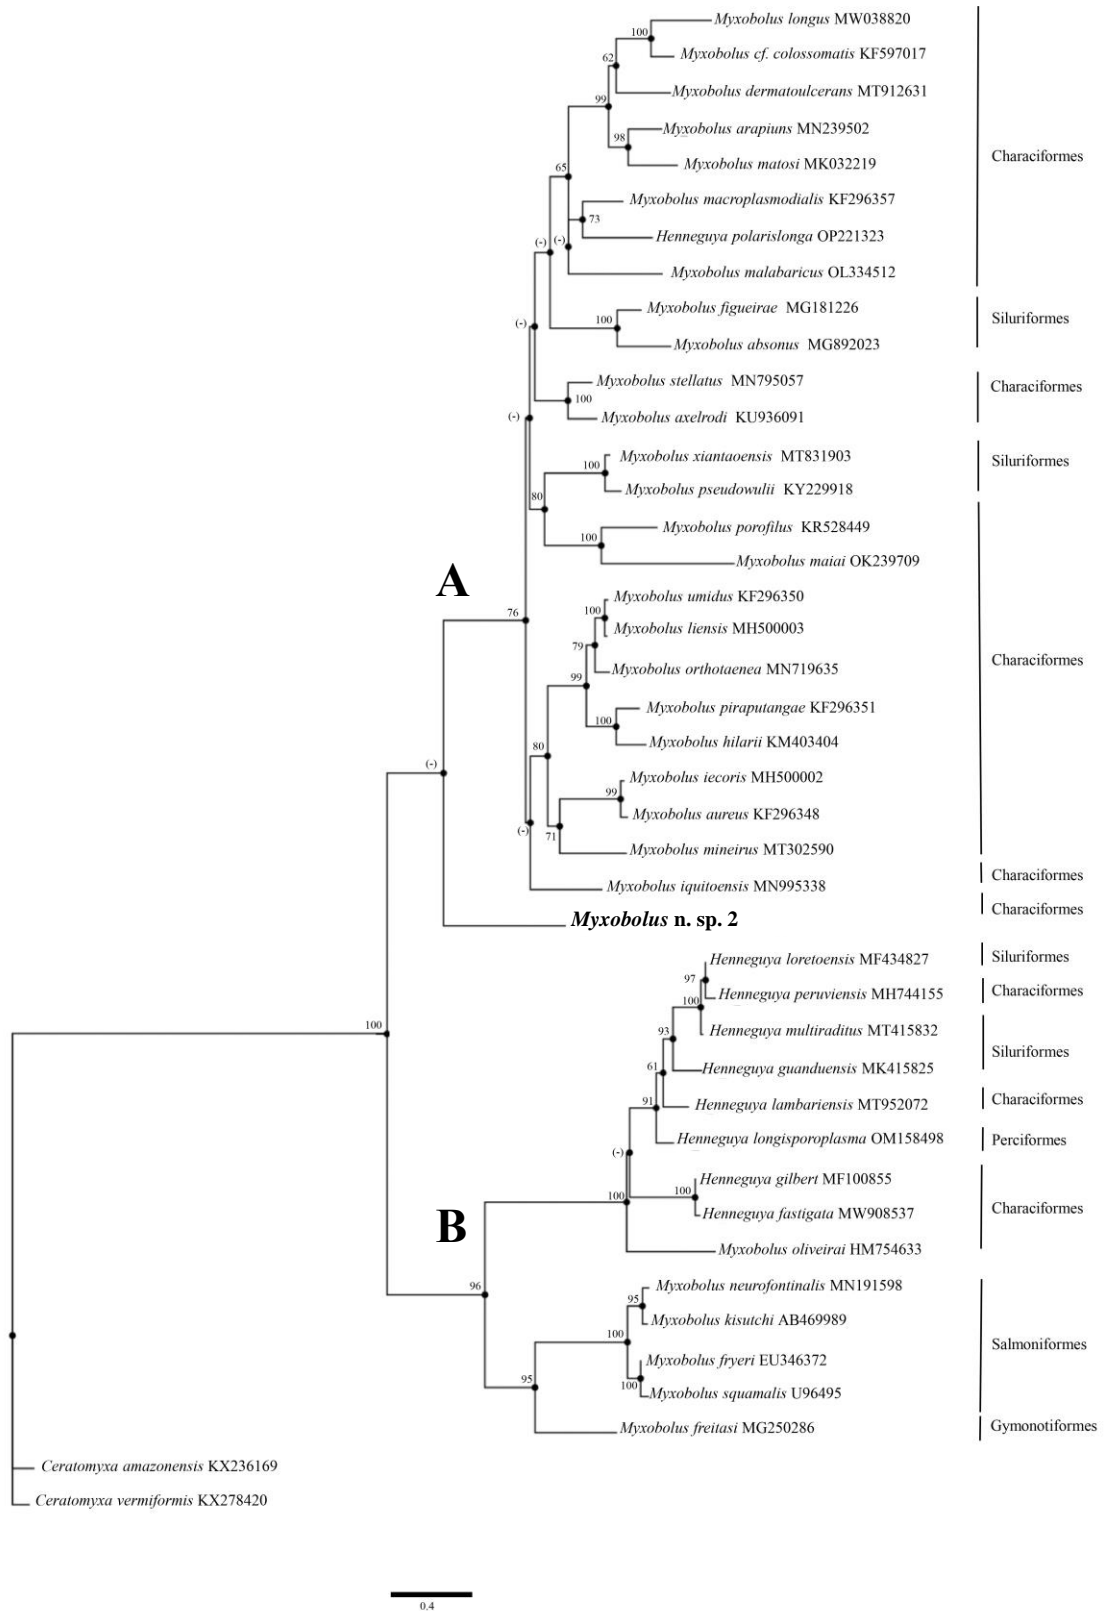 Myxobolus longus MW038820
100
Myxobolus cf. colossomatis KF597017
62
Myxobolus dermatoulcerans MT912631
99
Myxobolus arapiuns MN239502
98
Characiformes
Myxobolus matosi MK032219
65
Myxobolus macroplasmodialis KF296357
73
Henneguya polarislonga OP221323
(-)
(-)
Myxobolus malabaricus OL334512
Myxobolus figueirae MG181226
100
Siluriformes
(-)
Myxobolus absonus MG892023
Myxobolus stellatus MN795057
Characiformes
100
(-)
Myxobolus axelrodi KU936091
Myxobolus xiantaoensis MT831903
Siluriformes
100
Myxobolus pseudowulii KY229918
80
Myxobolus porofilus KR528449
100
Myxobolus maiai OK239709
A
Myxobolus umidus KF296350
100
76
Myxobolus liensis MH500003
79
Characiformes
Myxobolus orthotaenea MN719635
99
Myxobolus piraputangae KF296351
100
Myxobolus hilarii KM403404
80
(-)
Myxobolus iecoris MH500002
99
Myxobolus aureus KF296348
(-)
71
Myxobolus mineirus MT302590
Characiformes
Myxobolus iquitoensis MN995338
Characiformes
Myxobolus n. sp. 2
Henneguya loretoensis MF434827
Siluriformes
97
Henneguya peruviensis MH744155
Characiformes
100
100
Henneguya multiraditus MT415832
93
Siluriformes
61
Henneguya guanduensis MK415825
91
Henneguya lambariensis MT952072
Characiformes
Henneguya longisporoplasma OM158498
Perciformes
(-)
Henneguya gilbert MF100855
100
100
Characiformes
Henneguya fastigata MW908537
B
Myxobolus oliveirai HM754633
96
Myxobolus neurofontinalis MN191598
95
Myxobolus kisutchi AB469989
100
Salmoniformes
Myxobolus fryeri EU346372
95
100
Myxobolus squamalis U96495
Myxobolus freitasi MG250286
Gymonotiformes
Ceratomyxa amazonensis KX236169
Ceratomyxa vermiformis KX278420
0.4